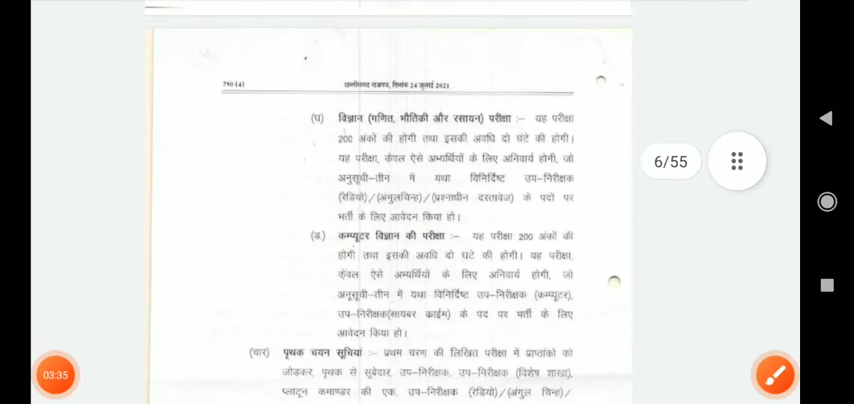 790 (4)
छत्तीसगढ़ राजपत्र, दिनांक 24 जुलाई 2021
(घ) विज्ञान (गणित, भौतिकी और रसायन) परीक्षा :– यह परीक्षा
200 अंकों की होगी तथा इसकी अवधि दो घंटे की होगी।
यह परीक्षा, केवल ऐसे अभ्यर्थियों के लिए अनिवार्य होगी, जो
अनुसूची–तीन में यथा विनिर्दिष्ट उप–निरीक्षक
(रेडियो)/(अंगुलचिन्ह)/(प्रश्नाधीन दस्तावेज) के पदो पर
भर्ती के लिए आवेदन किया हो।
(ड.) कम्प्यूटर विज्ञान की परीक्षा :– यह परीक्षा 200 अंकों की
होगी तथा इसकी अवधि दो घंटे की होगी। यह परीक्षा,
केवल ऐसे अभ्यर्थियों के लिए अनिवार्य होगी, जो
अनुसूची–तीन में यथा विनिर्दिष्ट उप–निरीक्षक (कम्प्यूटर),
उप–निरीक्षक(सायबर काईम) के पद पर भर्ती के लिए
आवेदन किया हो।
(चार) पृथक चयन सूचियां :– प्रथम चरण की लिखित परीक्षा में प्राप्तांको को
जोडकर, पृथक से सूबेदार, उप–निरीक्षक, उप–निरीक्षक (विशेष शाखा),
प्लाटून कमाण्डर की एक, उप–निरीक्षक (रेडियो)/(अंगुल चिन्ह)/
6/55
03:35